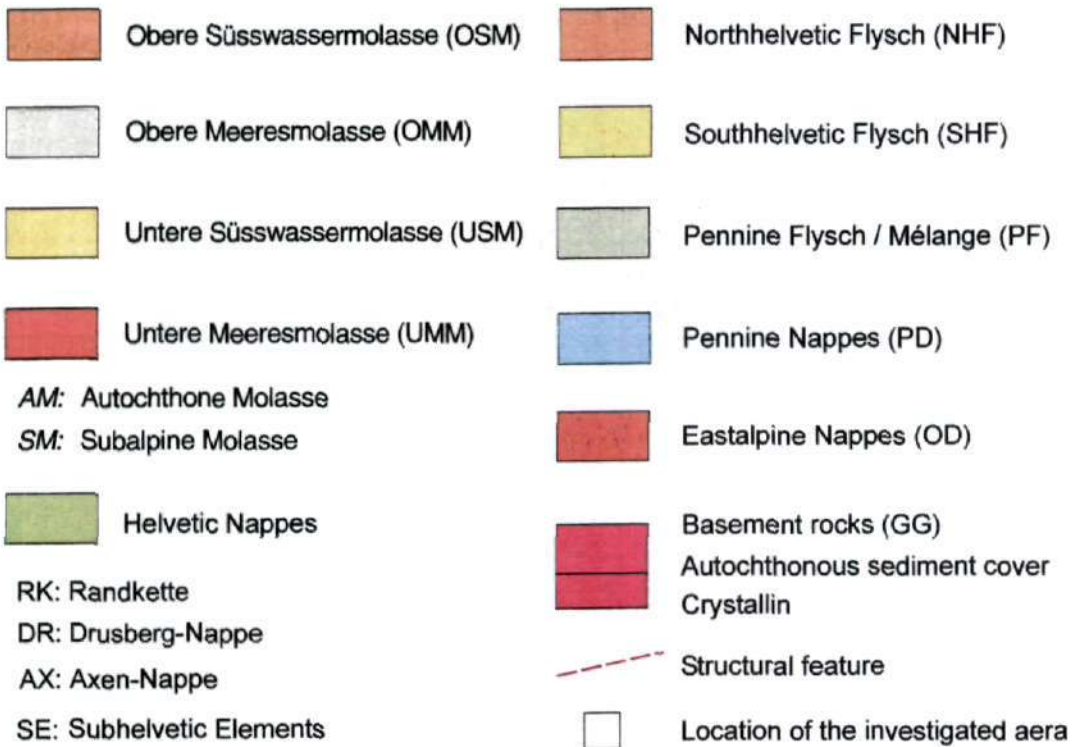 Obere Süsswassermolasse (OSM)
Obere Meeresmolasse (OMM)
Untere Süsswassermolasse (USM)
Untere Meeresmolasse (UMM)
AM: Autochthone Molasse
SM: Subalpine Molasse
Helvetic Nappes
RK: Randkette
DR: Drusberg-Nappe
AX: Axen-Nappe
SE: Subhelvetic Elements
Northhelvetic Flysch (NHF)
Southhelvetic Flysch (SHF)
Pennine Flysch / Mélange (PF)
Pennine Nappes (PD)
Eastalpine Nappes (OD)
Basement rocks (GG)
Autochthonous sediment cover
Crystallin
Structural feature
Location of the investigated aera